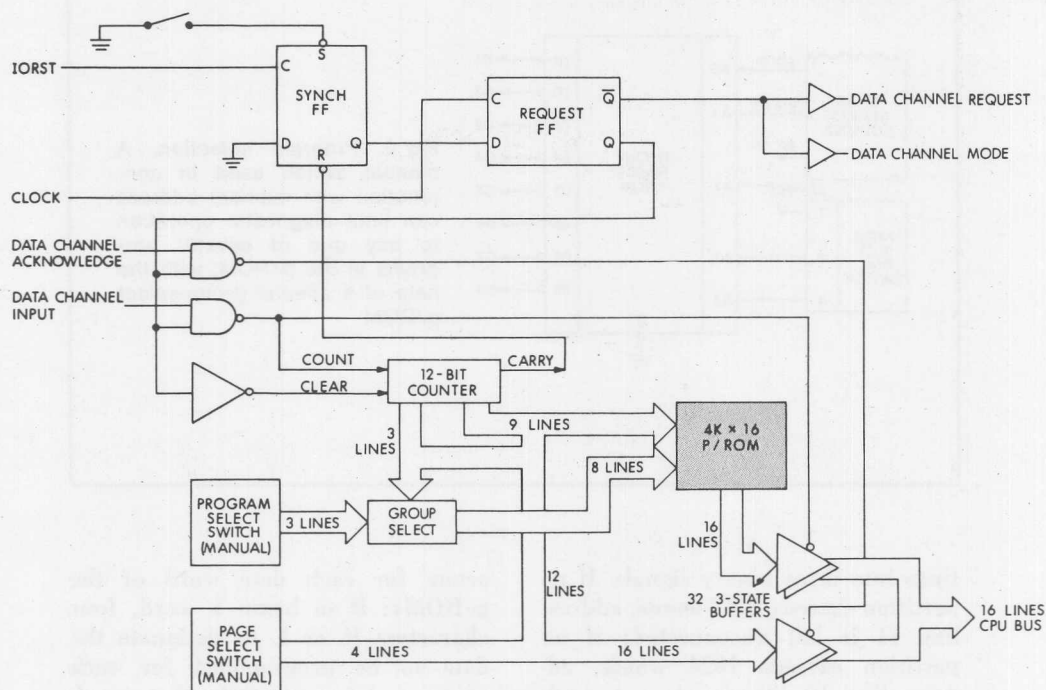 IORST
C
S
SYNCH
FF
D
R
Q
C
Q
REQUEST
FF
D
Q
DATA CHANNEL REQUEST
DATA CHANNEL MODE
CLOCK
DATA CHANNEL
ACKNOWLEDGE
DATA CHANNEL
INPUT
COUNT
CLEAR
12-BIT
COUNTER
CARRY
3
LINES
9 LINES
4K × 16
P/ROM
8 LINES
PROGRAM
SELECT
SWITCH
(MANUAL)
3 LINES
GROUP
SELECT
16
LINES
12
LINES
32 3-STATE
BUFFERS
16 LINES
CPU BUS
PAGE
SELECT
SWITCH
(MANUAL)
4 LINES
16 LINES